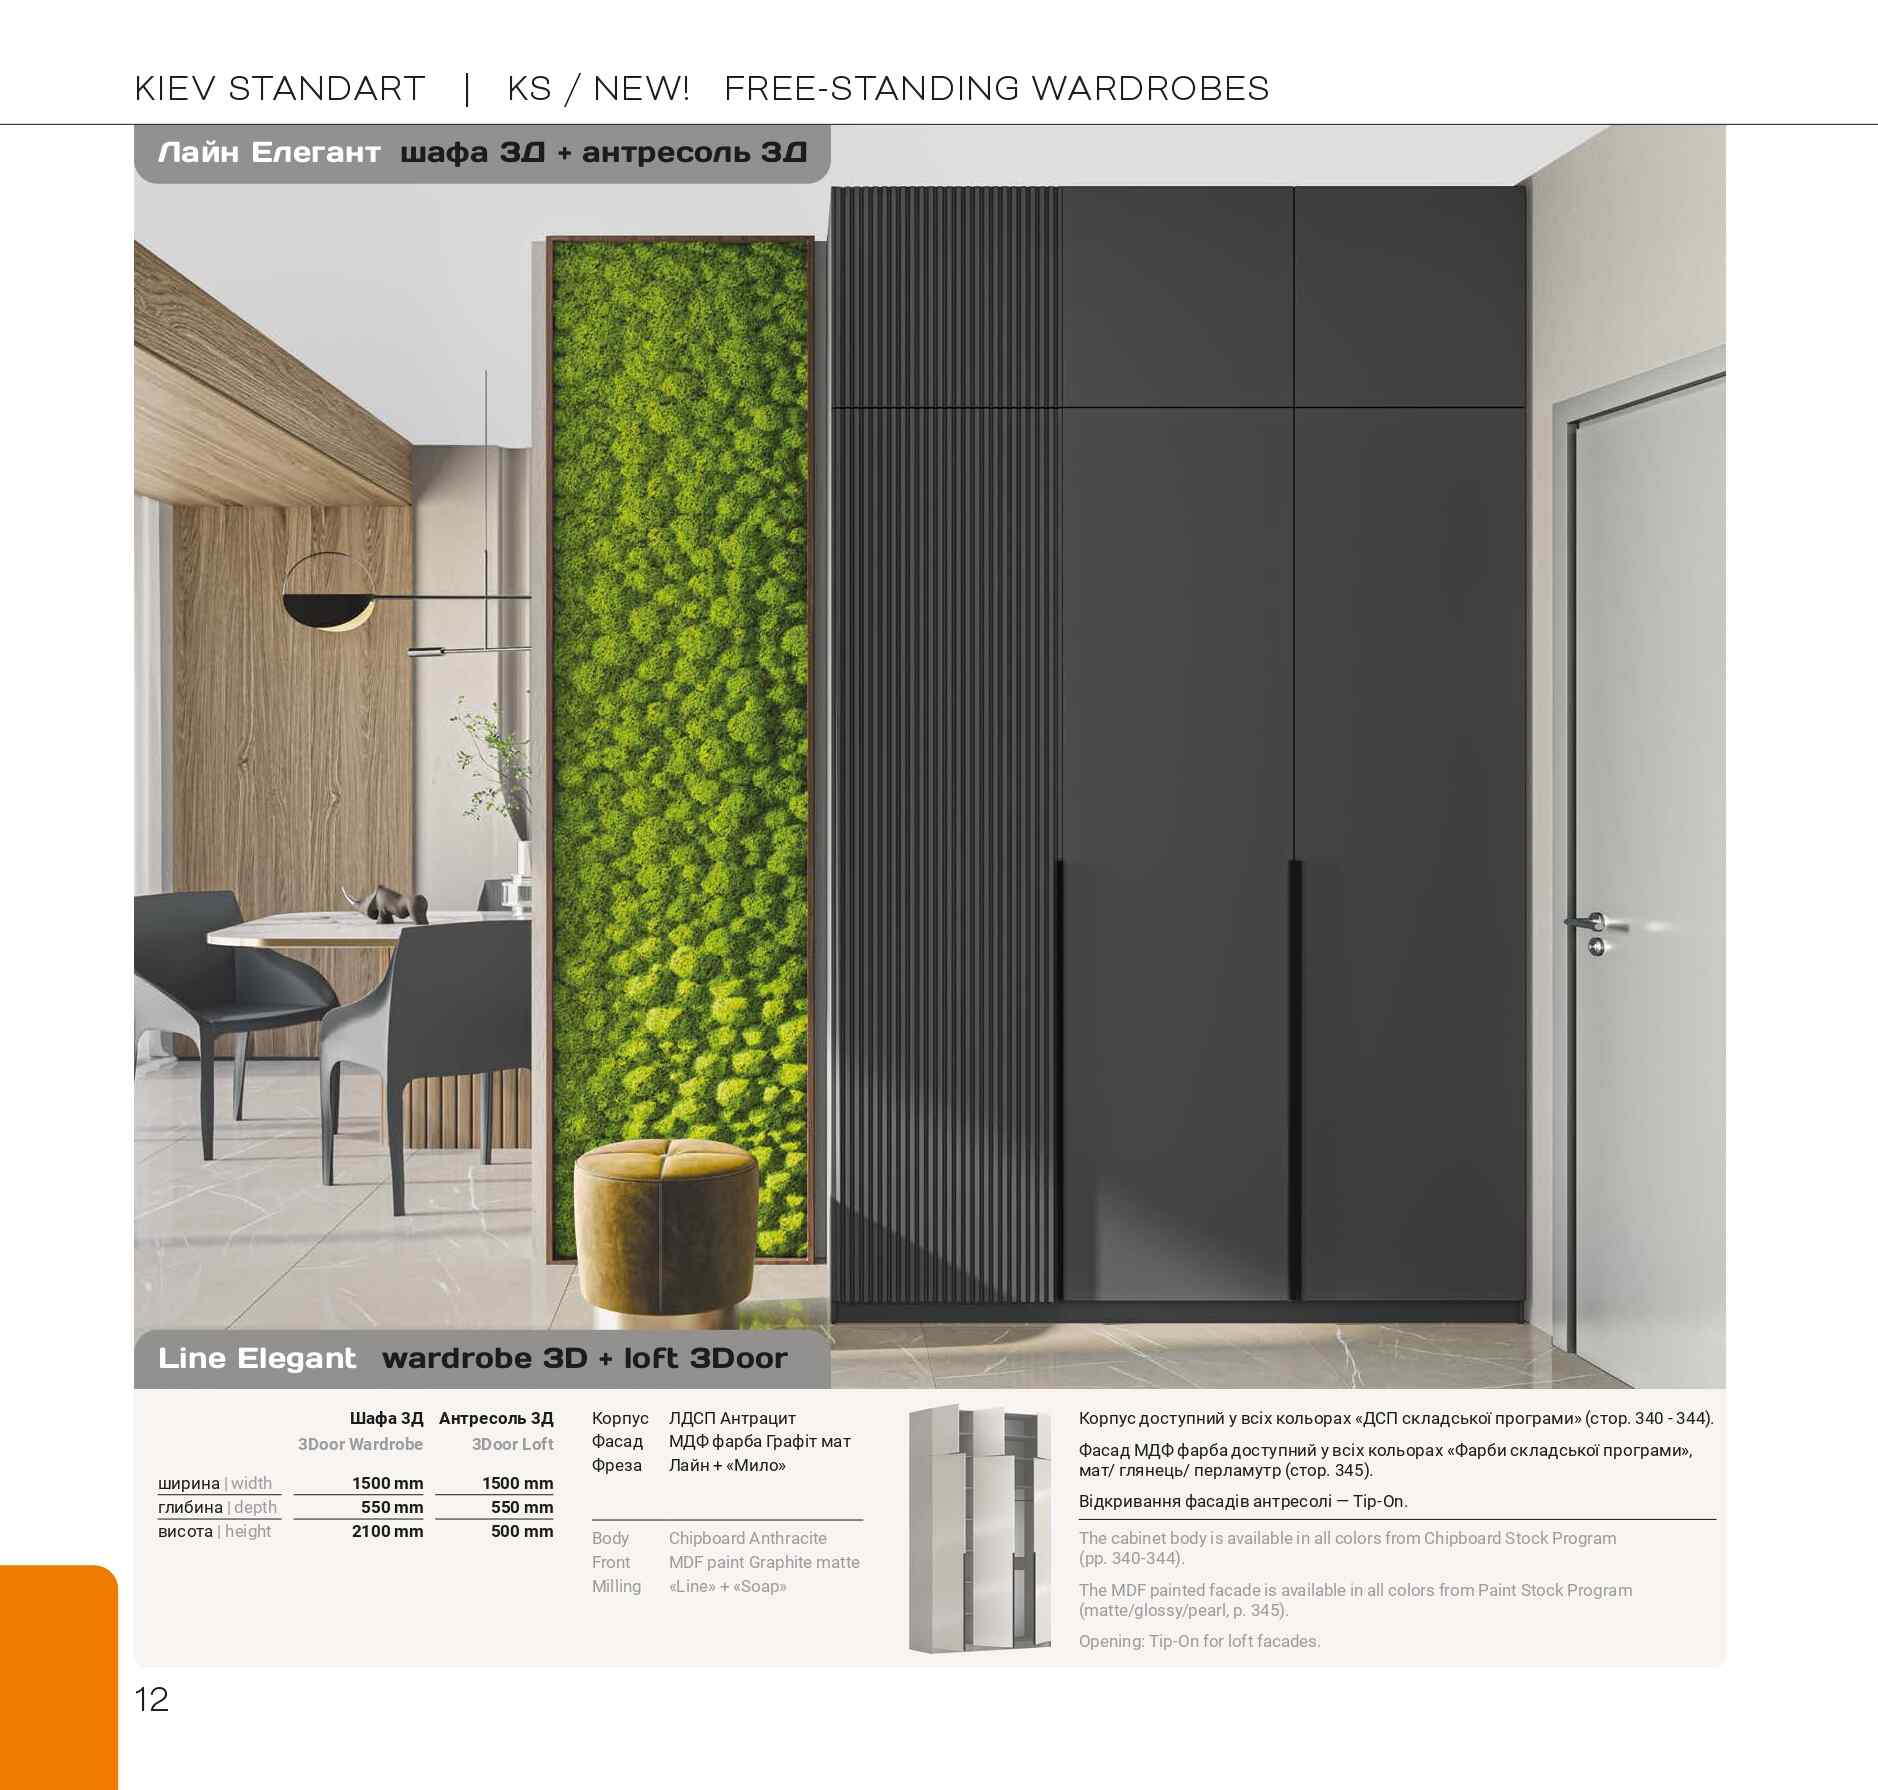 KIEV STANDART | KS / NEW! FREE-STANDING WARDROBES
Лайн Елегант шафа 3Д + антресоль 3Д
Line Elegant wardrobe 3D + loft 3Door
Шафа 3Д Антресоль 3Д
3Door Wardrobe 3Door Loft
ширина | width 1500 mm 1500 mm
глибина | depth 550 mm 550 mm
висота | height 2100 mm 500 mm
Корпус ЛДСП Антрацит
Фасад МДФ фарба Графіт мат
Фреза Лайн + «Мило»
Body Chipboard Anthracite
Front MDF paint Graphite matte
Milling «Line» + «Soap»
Корпус доступний у всіх кольорах «ДСП складської програми» (стор. 340 - 344).
Фасад МДФ фарба доступний у всіх кольорах «Фарби складської програми»,
мат/ глянець/ перламутр (стор. 345).
Відкривання фасадів антресолі — Tip-On.
The cabinet body is available in all colors from Chipboard Stock Program
(pp. 340-344).
The MDF painted facade is available in all colors from Paint Stock Program
(matte/glossy/pearl, p. 345).
Opening: Tip-On for loft facades.
12